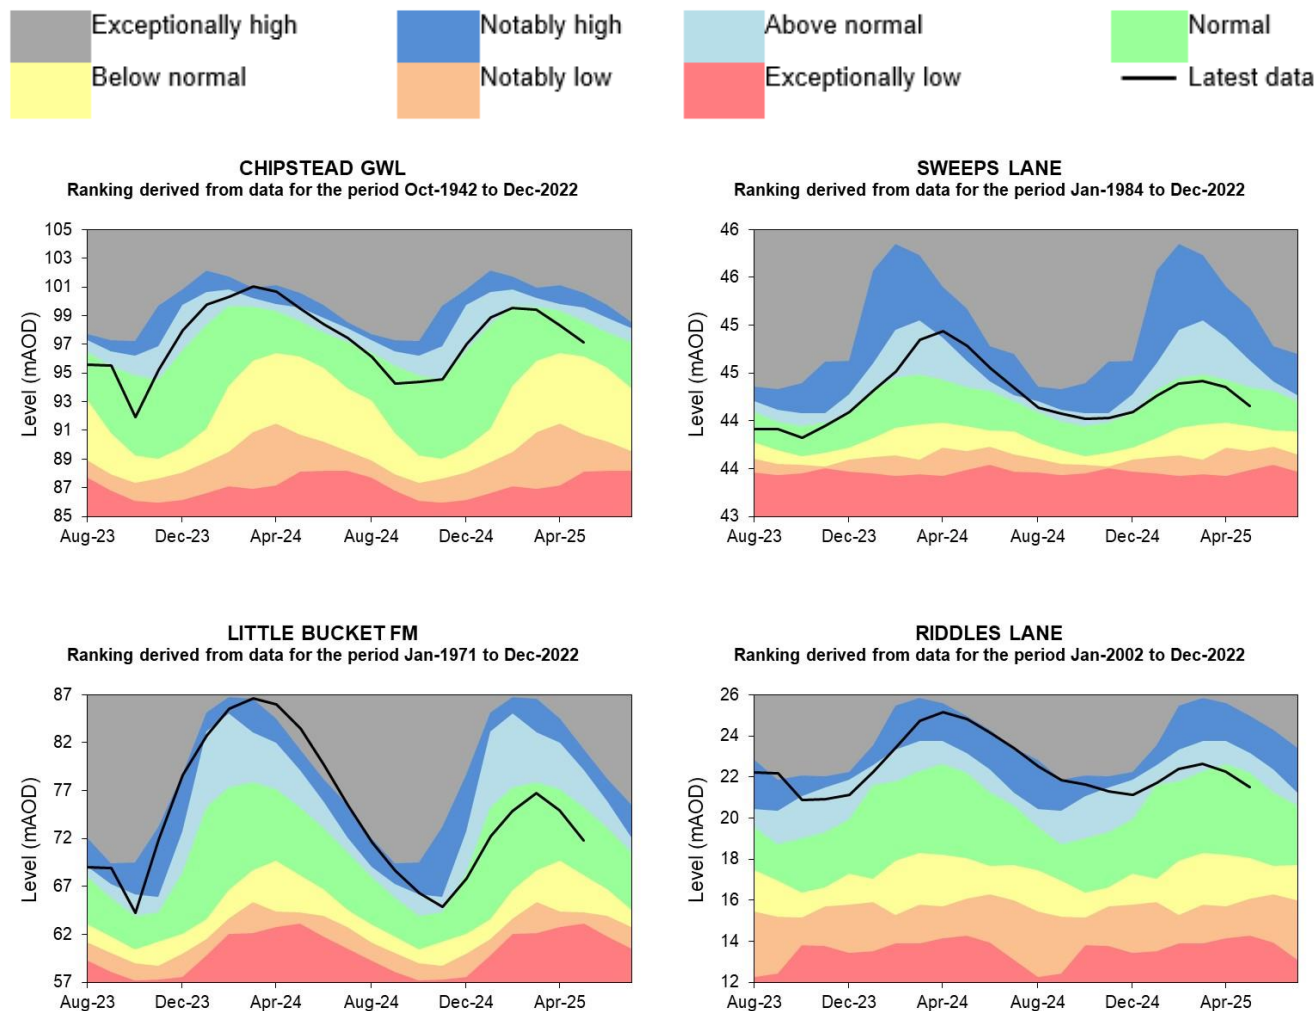 Exceptionally high Notably high Above normal Normal
Below normal Notably low Exceptionally low Latest data
CHIPSTEAD GWL
Ranking derived from data for the period Oct-1942 to Dec-2022
Level (mAOD)
105
103
101
99
97
95
93
91
89
87
85
Aug-23 Dec-23 Apr-24 Aug-24 Dec-24 Apr-25
SWEEPS LANE
Ranking derived from data for the period Jan-1984 to Dec-2022
Level (mAOD)
46
46
45
45
44
44
43
Aug-23 Dec-23 Apr-24 Aug-24 Dec-24 Apr-25
LITTLE BUCKET FM
Ranking derived from data for the period Jan-1971 to Dec-2022
Level (mAOD)
87
82
77
72
67
62
57
Aug-23 Dec-23 Apr-24 Aug-24 Dec-24 Apr-25
RIDDLES LANE
Ranking derived from data for the period Jan-2002 to Dec-2022
Level (mAOD)
26
24
22
20
18
16
14
12
Aug-23 Dec-23 Apr-24 Aug-24 Dec-24 Apr-25